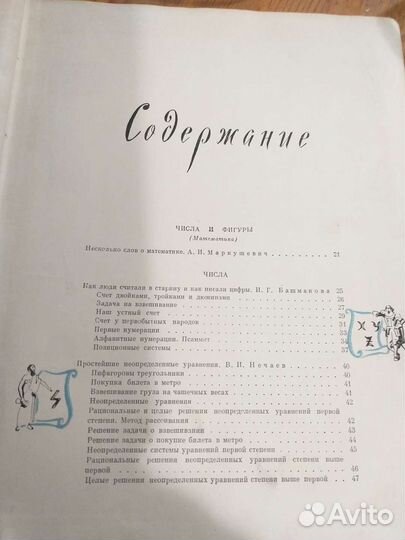 Содержание
ЧИСЛА И ФИГУРЫ
(Математика)
Несколько слов о математике. А. И. Маркушевич . . . . . . . . . . 21
ЧИСЛА
Как люди считали в старину и как писали цифры. И. Г. Башмакова 25
Счет двойками, тройками и дюжинами . . . . . . . . . . 26
Задача на взвешивание . . . . . . . . . . 27
Наш устный счет . . . . . . . . . . 29
Счет у первобытных народов . . . . . . . . . . 31
Первые нумерации . . . . . . . . . . 33
Алфавитные нумерации. Псаммит . . . . . . . . . . 34
Позиционные системы . . . . . . . . . . 37
Простейшие неопределенные уравнения. В. И. Нечаев . . . . . . . . . . 40
Пифагоровы треугольники . . . . . . . . . . 40
Покупка билета в метро . . . . . . . . . . 41
Взвешивание груза на чашечных весах . . . . . . . . . . 41
Неопределенные уравнения . . . . . . . . . . 42
Рациональные и целые решения неопределенных уравнений первой
степени. Метод рассеивания . . . . . . . . . . 42
Решение задачи о взвешивании . . . . . . . . . . 43
Решение задачи о покупке билета в метро . . . . . . . . . . 44
Неопределенные системы уравнений первой степени . . . . . . . . . . 45
Рациональные решения неопределенных уравнений степени выше
первой . . . . . . . . . . 46
Целые решения неопределенных уравнений степени выше первой . . 47
X У
Z
Avito